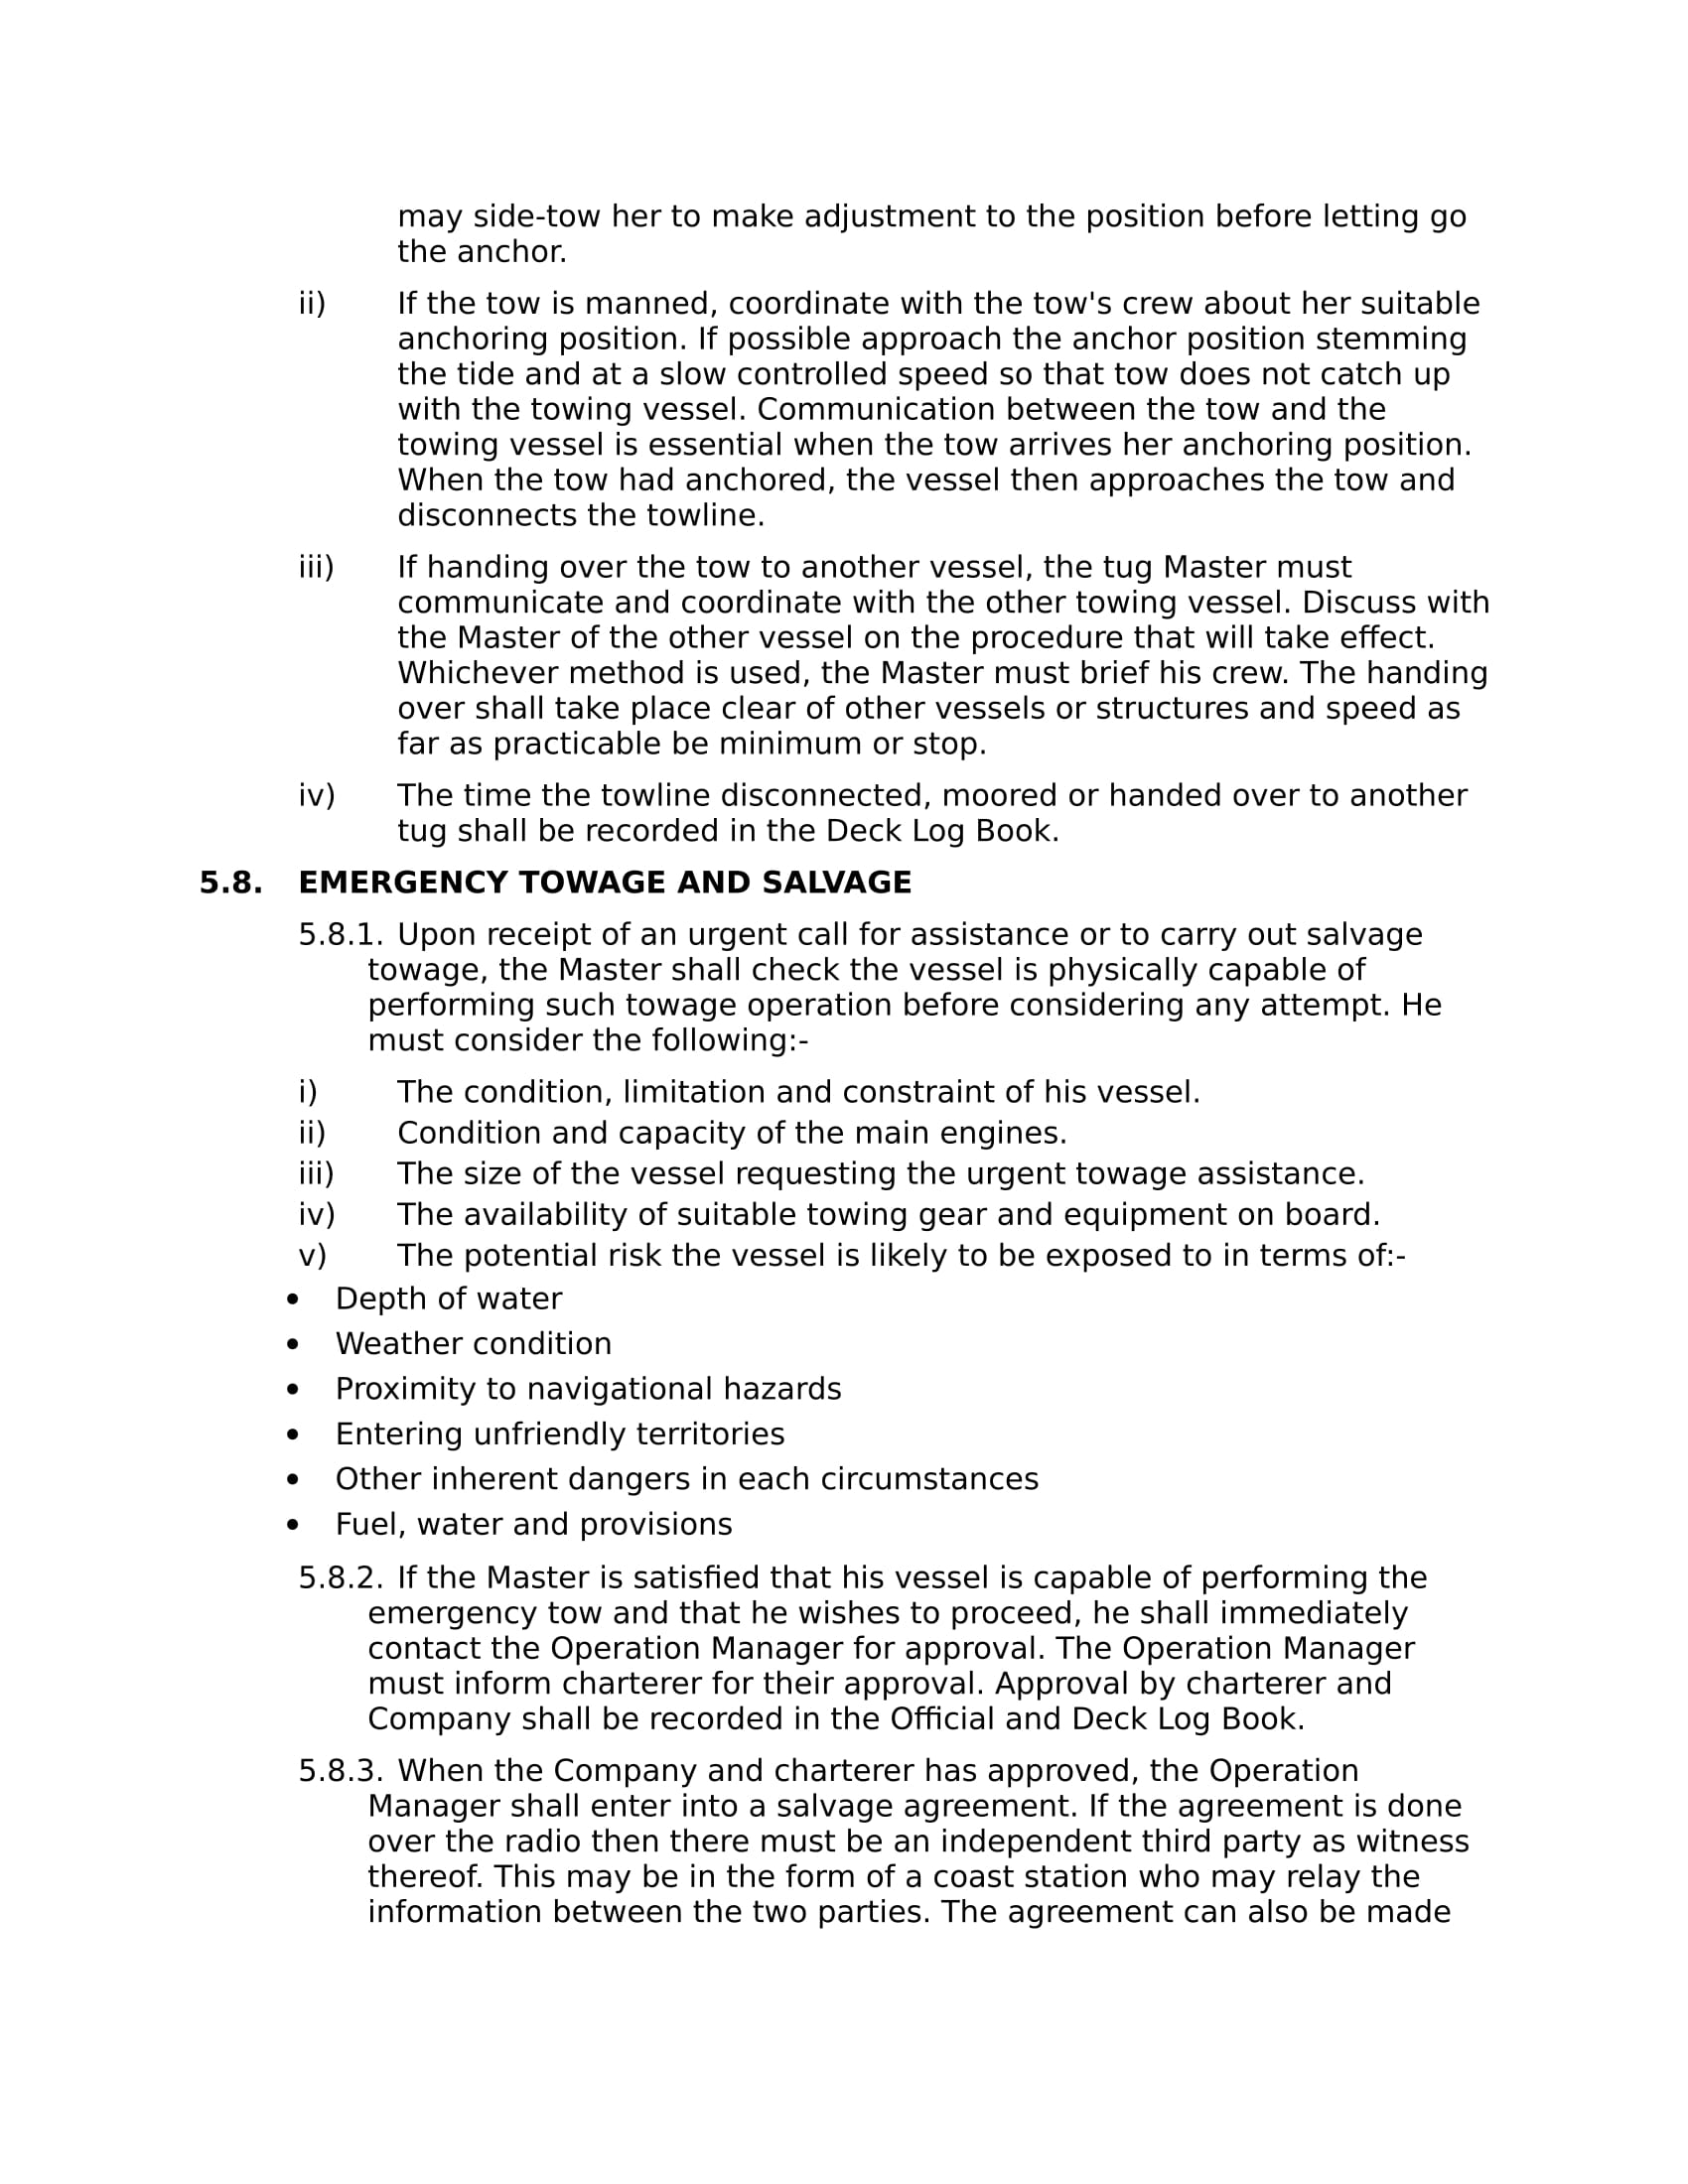 may side-tow her to make adjustment to the position before letting go
the anchor.
ii) If the tow is manned, coordinate with the tow's crew about her suitable
anchoring position. If possible approach the anchor position stemming
the tide and at a slow controlled speed so that tow does not catch up
with the towing vessel. Communication between the tow and the
towing vessel is essential when the tow arrives her anchoring position.
When the tow had anchored, the vessel then approaches the tow and
disconnects the towline.
iii) If handing over the tow to another vessel, the tug Master must
communicate and coordinate with the other towing vessel. Discuss with
the Master of the other vessel on the procedure that will take effect.
Whichever method is used, the Master must brief his crew. The handing
over shall take place clear of other vessels or structures and speed as
far as practicable be minimum or stop.
iv) The time the towline disconnected, moored or handed over to another
tug shall be recorded in the Deck Log Book.
5.8. EMERGENCY TOWAGE AND SALVAGE
5.8.1. Upon receipt of an urgent call for assistance or to carry out salvage
towage, the Master shall check the vessel is physically capable of
performing such towage operation before considering any attempt. He
must consider the following:-
i) The condition, limitation and constraint of his vessel.
ii) Condition and capacity of the main engines.
iii) The size of the vessel requesting the urgent towage assistance.
iv) The availability of suitable towing gear and equipment on board.
v) The potential risk the vessel is likely to be exposed to in terms of:-
• Depth of water
• Weather condition
• Proximity to navigational hazards
• Entering unfriendly territories
• Other inherent dangers in each circumstances
• Fuel, water and provisions
5.8.2. If the Master is satisfied that his vessel is capable of performing the
emergency tow and that he wishes to proceed, he shall immediately
contact the Operation Manager for approval. The Operation Manager
must inform charterer for their approval. Approval by charterer and
Company shall be recorded in the Official and Deck Log Book.
5.8.3. When the Company and charterer has approved, the Operation
Manager shall enter into a salvage agreement. If the agreement is done
over the radio then there must be an independent third party as witness
thereof. This may be in the form of a coast station who may relay the
information between the two parties. The agreement can also be made